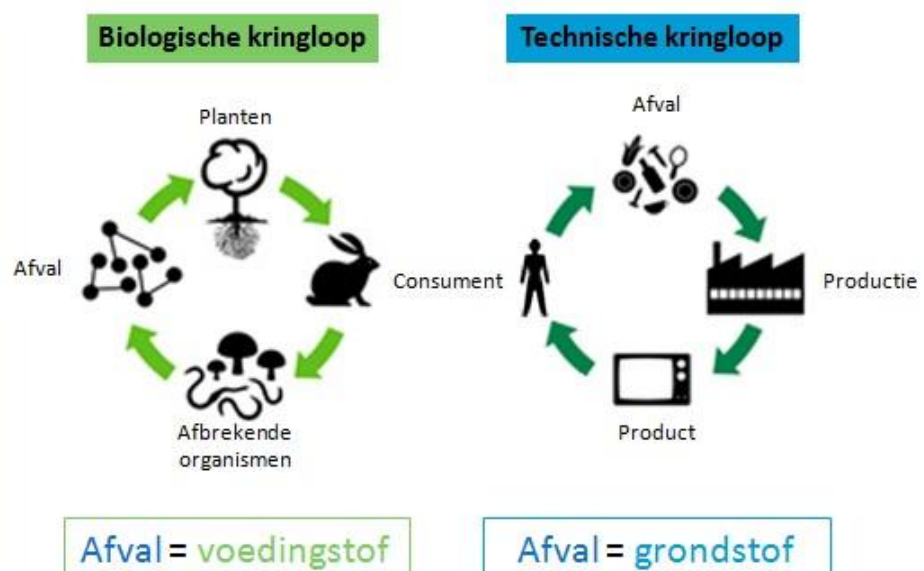 Biologische kringloop
Planten
Afval
Consument
Afbrekende
organismen
Afval = voedingstof
Technische kringloop
Afval
Productie
Product
Afval = grondstof